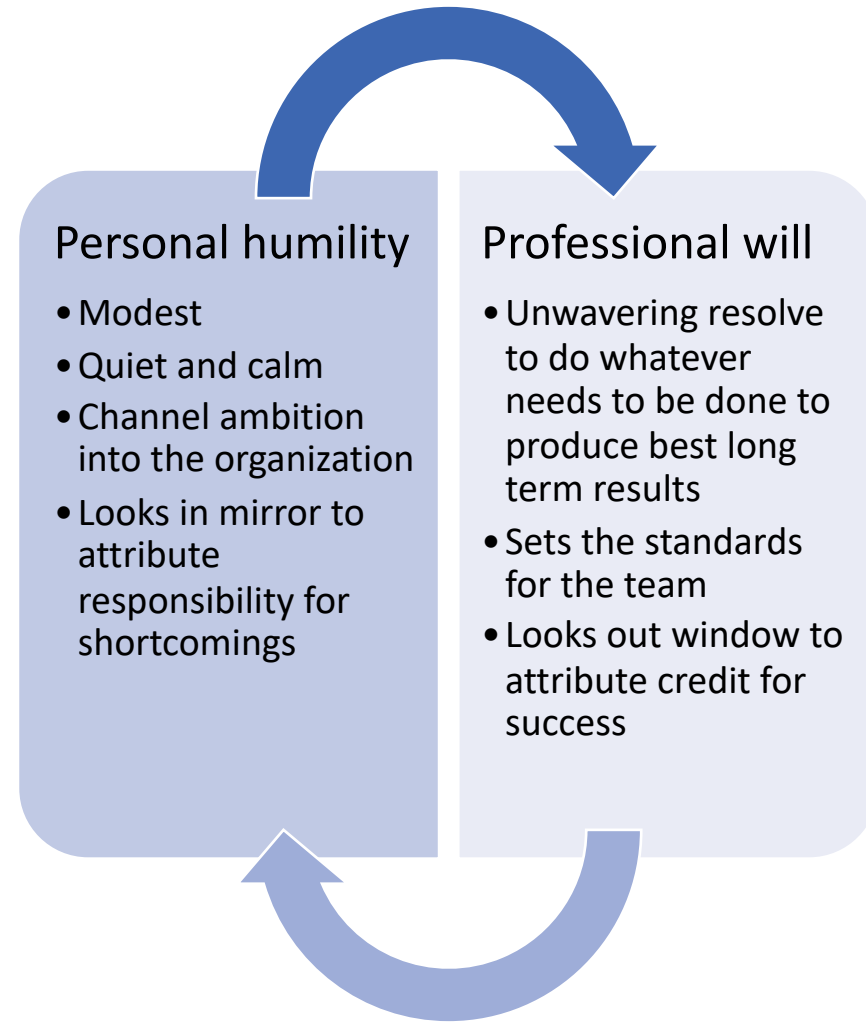 Personal humility
• Modest
• Quiet and calm
• Channel ambition
into the organization
• Looks in mirror to
attribute
responsibility for
shortcomings
Professional will
• Unwavering resolve
to do whatever
needs to be done to
produce best long
term results
• Sets the standards
for the team
• Looks out window to
attribute credit for
success